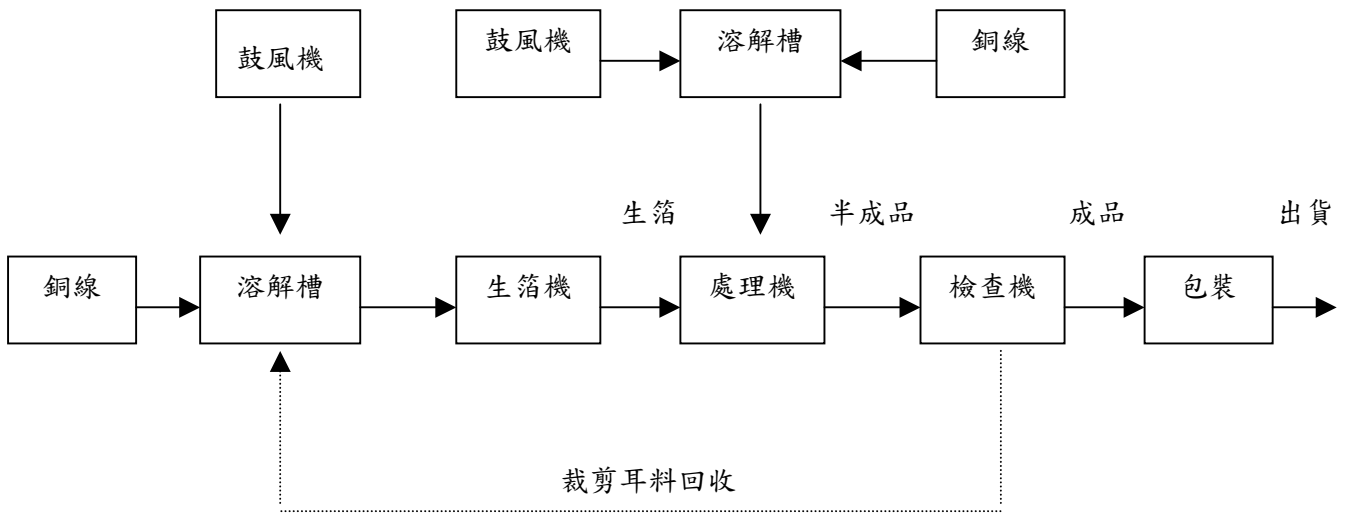 鼓風機
鼓風機
溶解槽
銅線
生箔
半成品
成品
出貨
銅線
溶解槽
生箔機
處理機
檢查機
包裝
裁剪耳料回收